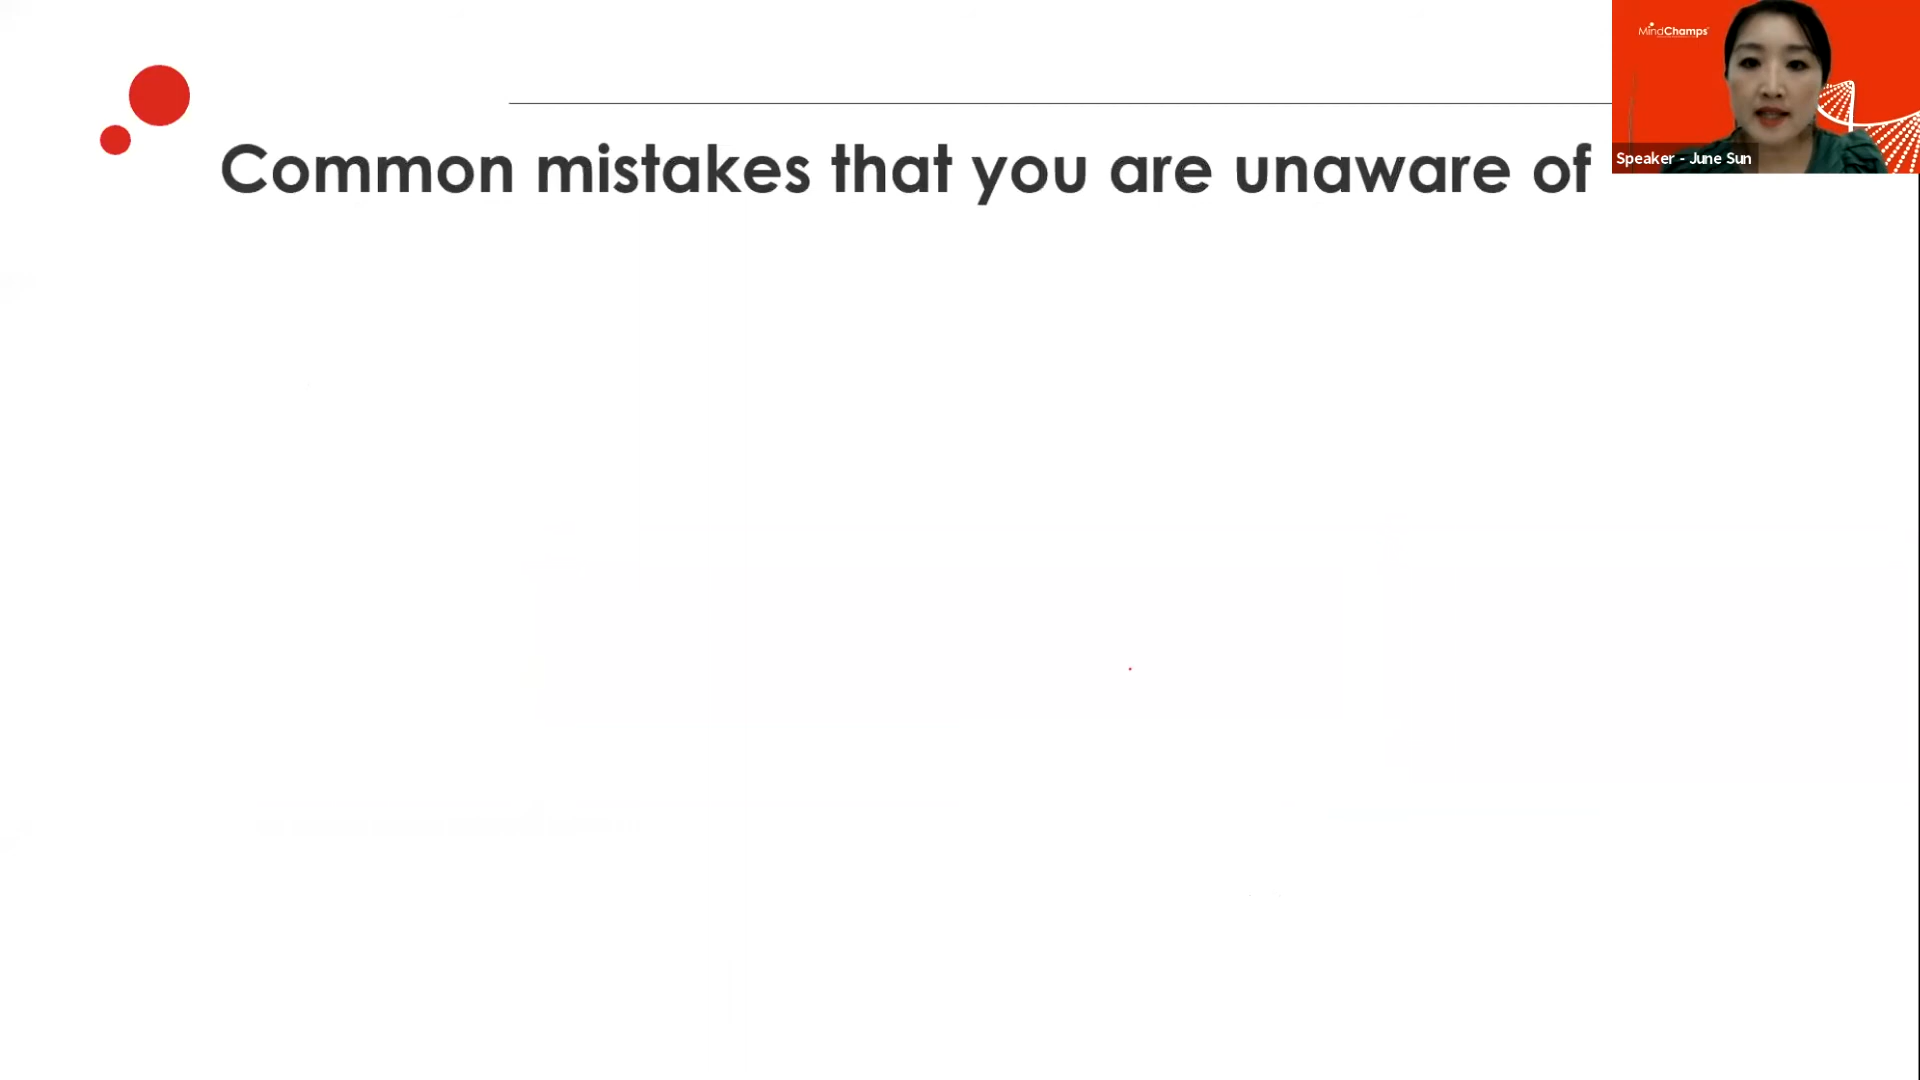 MindChamps
Speaker - June Sun
Common mistakes that you are unaware of